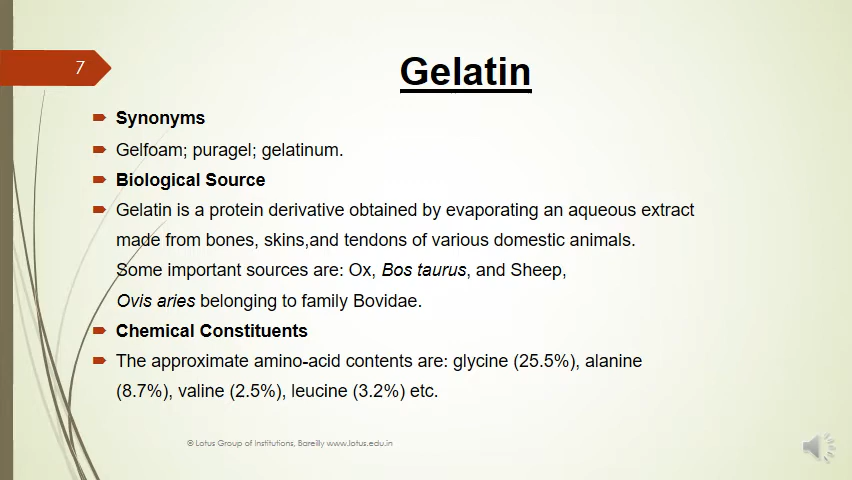 7
Gelatin
Synonyms
Gelfoam; puragel; gelatinum.
Biological Source
Gelatin is a protein derivative obtained by evaporating an aqueous extract
made from bones, skins,and tendons of various domestic animals.
Some important sources are: Ox, Bos taurus, and Sheep,
Ovis aries belonging to family Bovidae.
Chemical Constituents
The approximate amino-acid contents are: glycine (25.5%), alanine
(8.7%), valine (2.5%), leucine (3.2%) etc.
® Lotus Group of Institutions, Bareilly www.lotus.edu.in